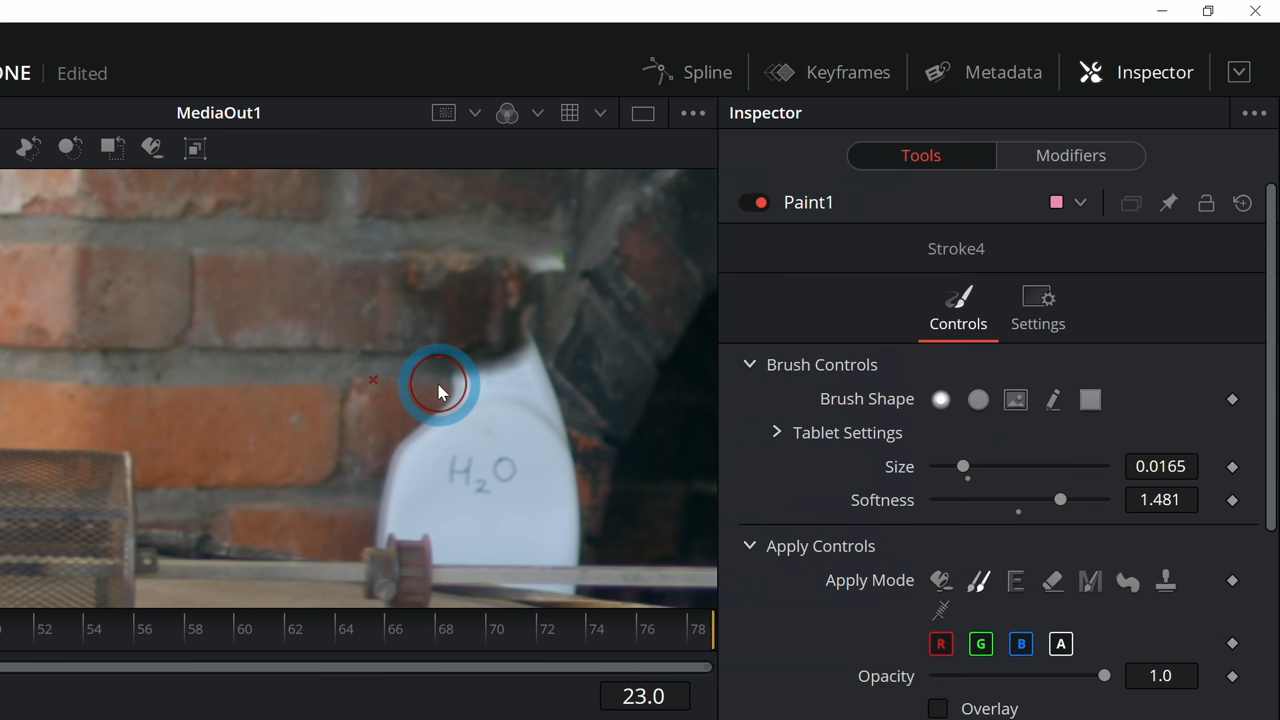 ONE Edited Spline Keyframes Metadata Inspector
MediaOut1 Inspector
Tools Modifiers
Paint1
Stroke4
Controls Settings
Brush Controls
Brush Shape
Tablet Settings
Size 0.0165
Softness 1.481
H2O
Apply Controls
Apply Mode E M
R G B A
52 54 56 58 60 62 64 66 68 70 72 74 76 78
Opacity 1.0
23.0
Overlay